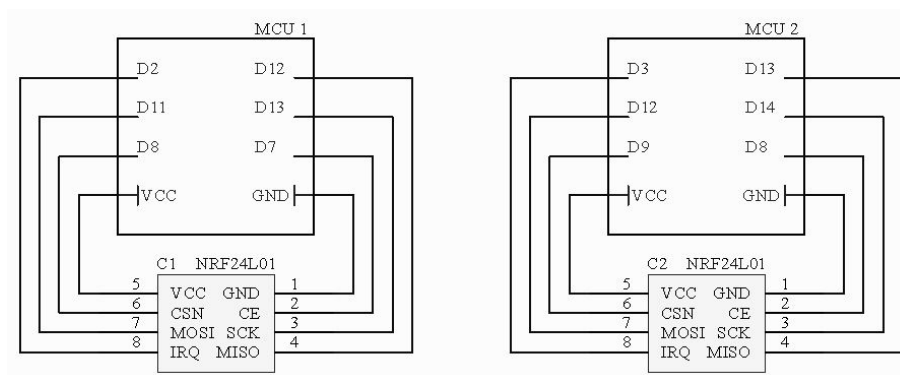 MCU 1
D2 D12
D11 D13
D8 D7
VCC GND
C1 NRF24L01
5 VCC GND 1
6 CSN CE 2
7 MOSI SCK 3
8 IRQ MISO 4
MCU 2
D3 D13
D12 D14
D9 D8
VCC GND
C2 NRF24L01
5 VCC GND 1
6 CSN CE 2
7 MOSI SCK 3
8 IRQ MISO 4